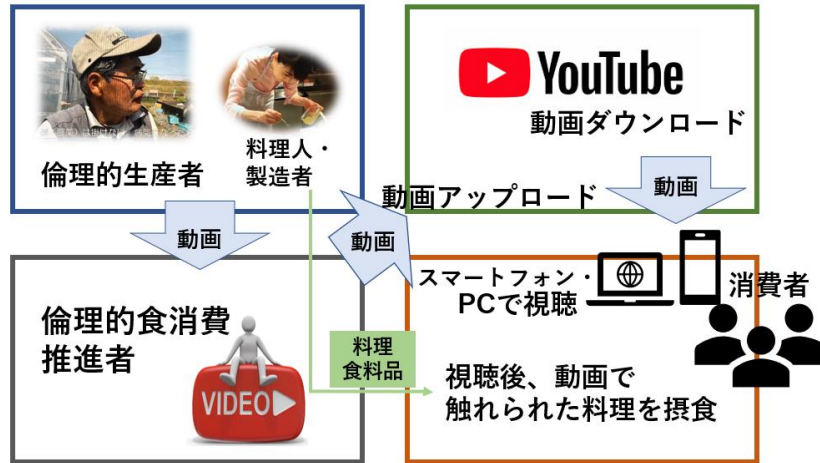 倫理的生産者
料理人・
製造者
YouTube
動画ダウンロード
動画アップロード
動画
動画
動画
スマートフォン・
PCで視聴
消費者
倫理的食消費
推進者
VIDEO
料理
食料品
視聴後、動画で
触れられた料理を摂食